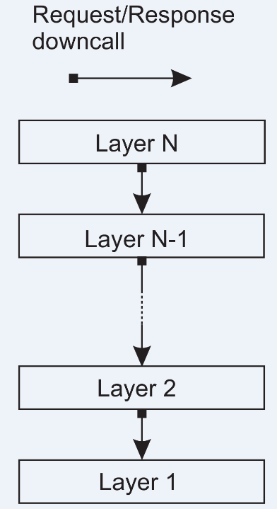 Request/Response
downcall
Layer N
Layer N-1
Layer 2
Layer 1